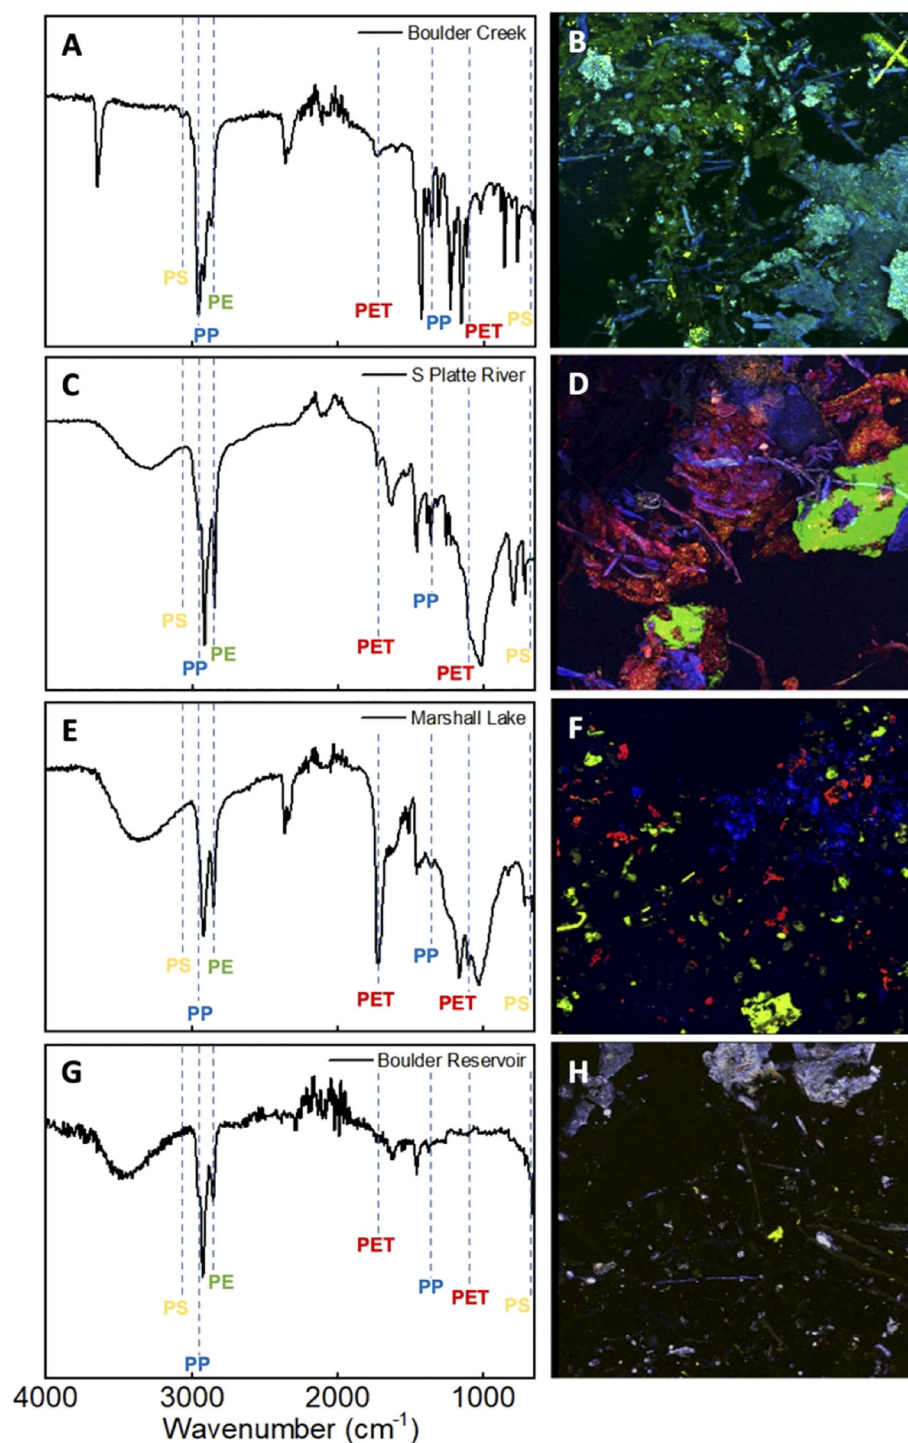 A
Boulder Creek
B
PS
PE
PP
PET
PP
PET
PS
C
S Platte River
D
PS
PE
PP
PP
PET
PET
PS
E
Marshall Lake
F
PS
PE
PP
PP
PET
PET
PS
G
Boulder Reservoir
H
PS
PE
PP
PET
PP
PET
PS
4000 3000 2000 1000
Wavenumber (cm⁻¹)